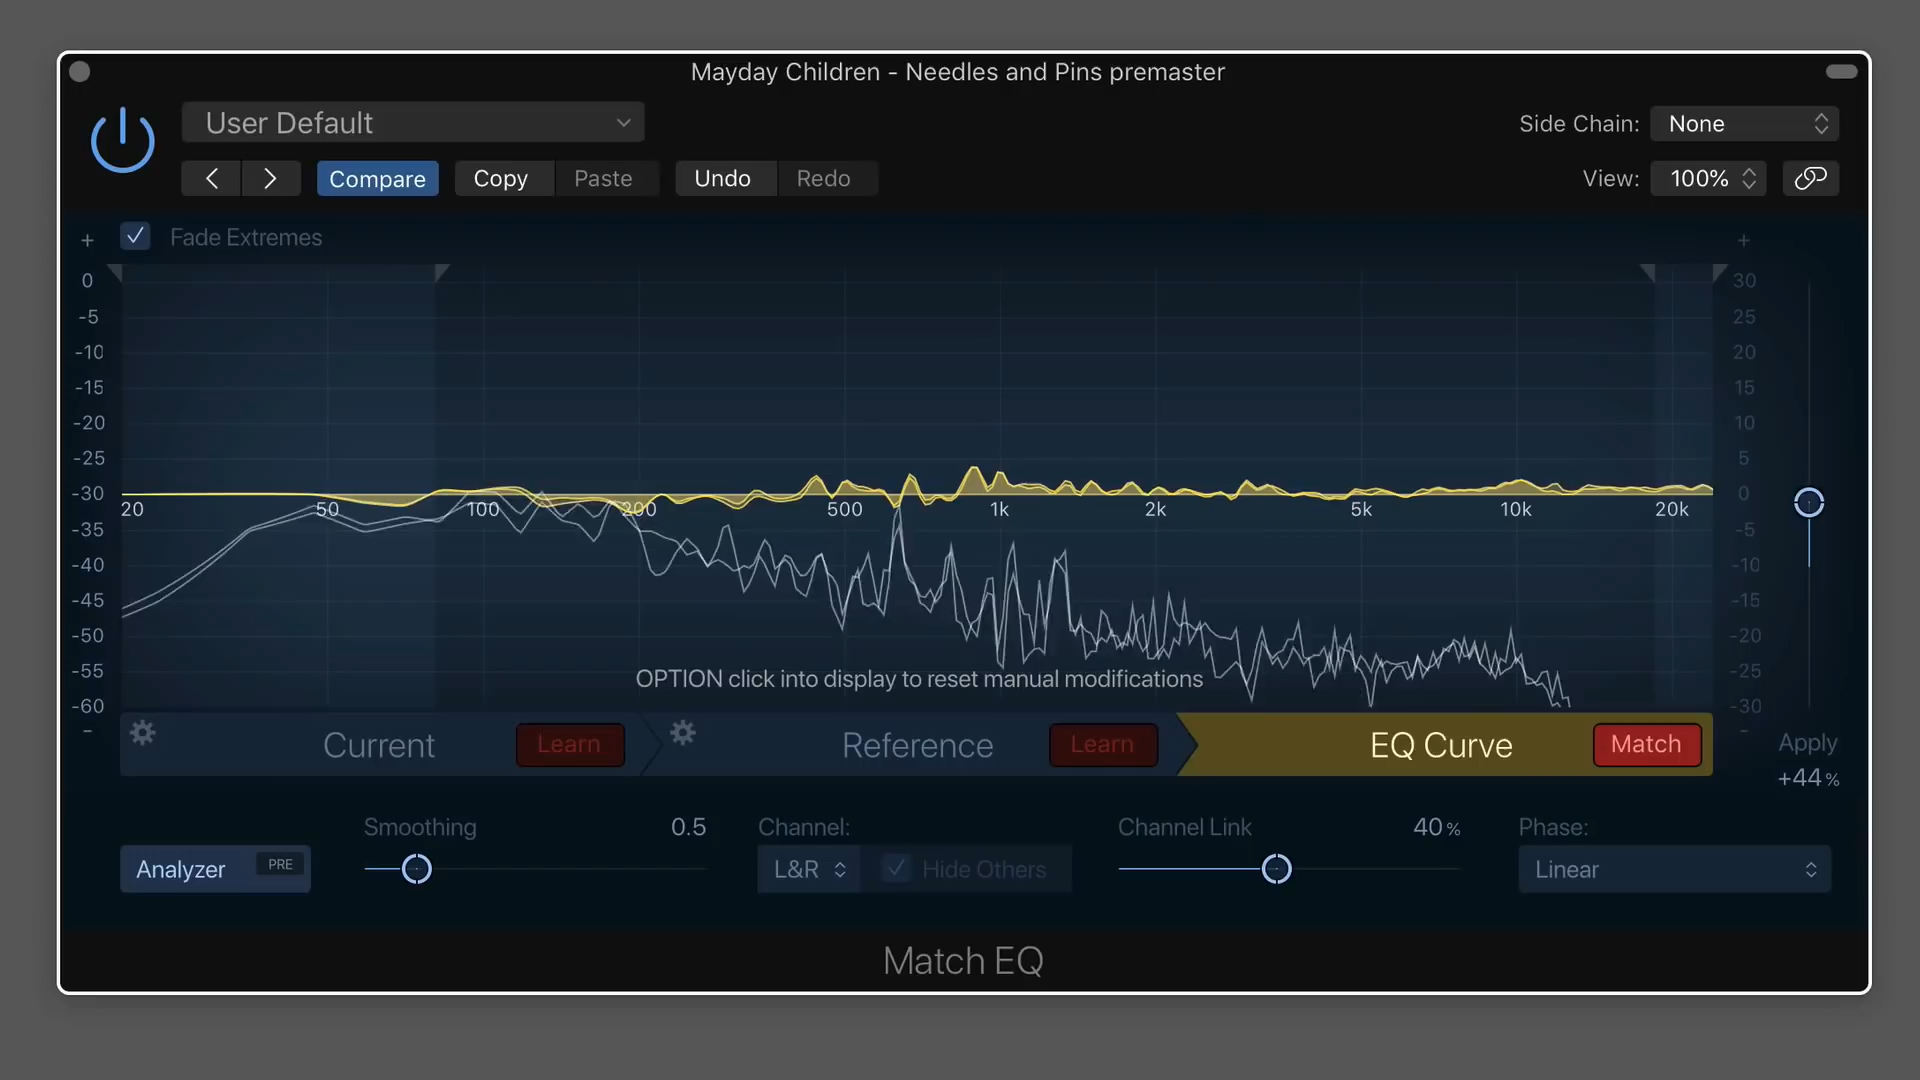 Mayday Children - Needles and Pins premaster
User Default
Side Chain: None
Compare Copy Paste Undo Redo
View: 100%
+ Fade Extremes +
0 30
-5 25
-10 20
-15 15
-20 10
-25 5
-30 0
20 50 100 200 500 1k 2k 5k 10k 20k
-35 -5
-40 -10
-45 -15
-50 -20
-55 -25
OPTION click into display to reset manual modifications
-60 -30
- -
Current Learn Reference Learn EQ Curve Match
Apply
+44%
Smoothing 0.5 Channel: Channel Link 40% Phase:
Analyzer PRE L&R Hide Others Linear
Match EQ